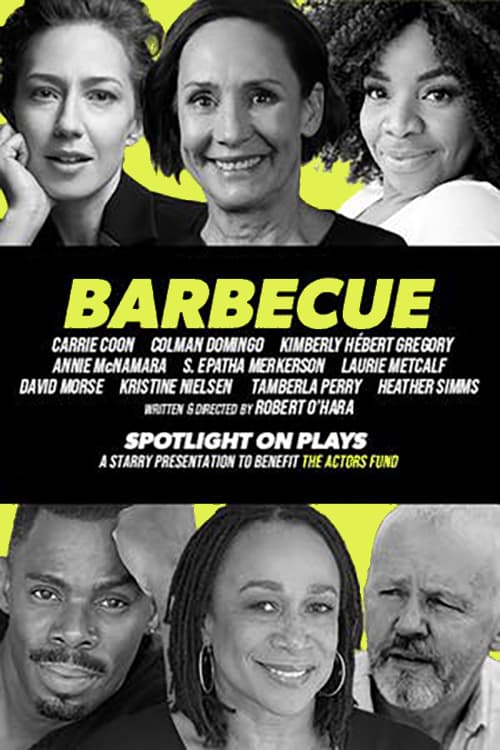 BARBECUE
CARRIE COON COLMAN DOMINGO KIMBERLY HÉBERT GREGORY
ANNIE McNAMARA S. EPATHA MERKERSON LAURIE METCALF
DAVID MORSE KRISTINE NIELSEN TAMBERLA PERRY HEATHER SIMMS
WRITTEN & DIRECTED BY ROBERT O'HARA
SPOTLIGHT ON PLAYS
A STARRY PRESENTATION TO BENEFIT THE ACTORS FUND